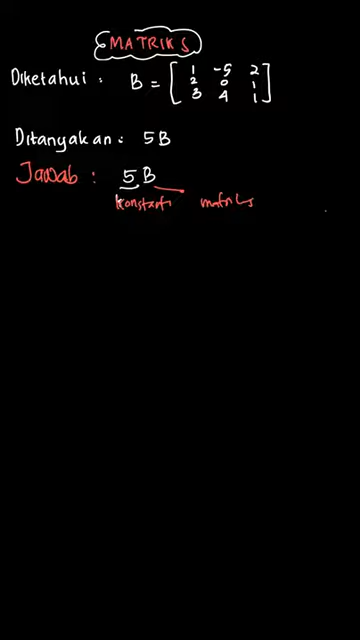 MATRIKS
Diketahui : B = [ 1 -5 2
2 0 1
3 4 1 ]
Ditanyakan : 5B
Jawab : 5B
konstanta matriks